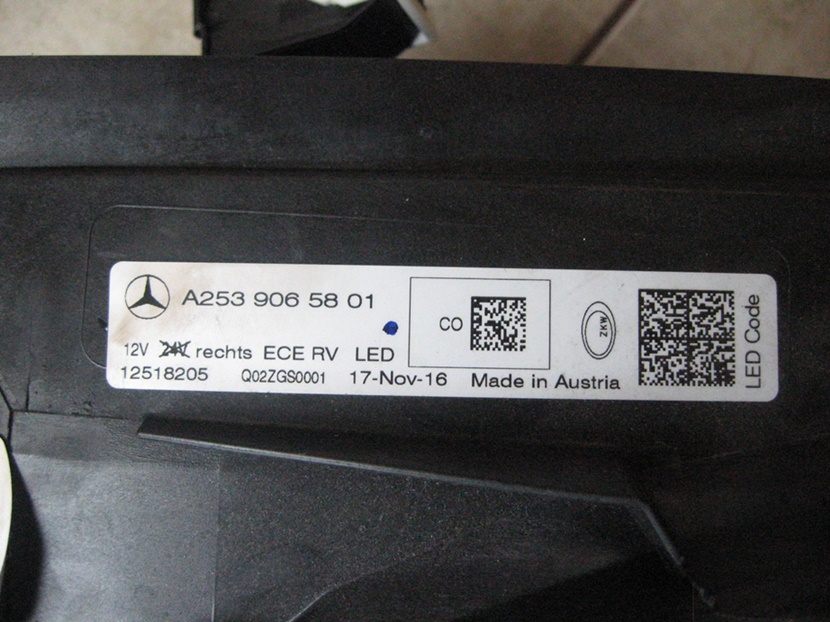 A253 906 58 01
CO
ZKW
LED Code
12V 24V rechts ECE RV LED
12518205 Q02ZGS0001 17-Nov-16 Made in Austria